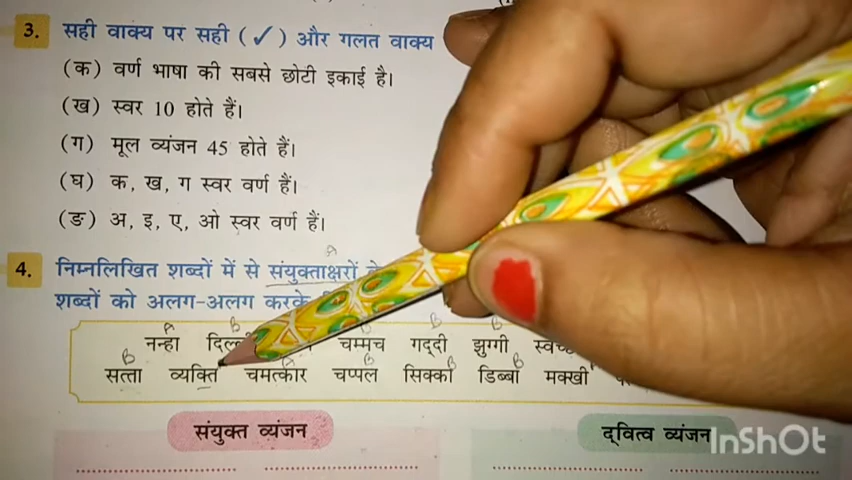 3. सही वाक्य पर सही (✓) और गलत वाक्य
(क) वर्ण भाषा की सबसे छोटी इकाई है।
(ख) स्वर 10 होते हैं।
(ग) मूल व्यंजन 45 होते हैं।
(घ) क, ख, ग स्वर वर्ण हैं।
(ङ) अ, इ, ए, ओ स्वर वर्ण हैं।
A
4. निम्नलिखित शब्दों में से संयुक्ताक्षरों
शब्दों को अलग-अलग करके
A B B B B
नन्हा चम्मच गद्दी झुग्गी
B A B B
सत्ता व्यक्ति चमत्कार चप्पल सिक्का डिब्बा मक्खी
संयुक्त व्यंजन द्वित्व व्यंजन
InShOt